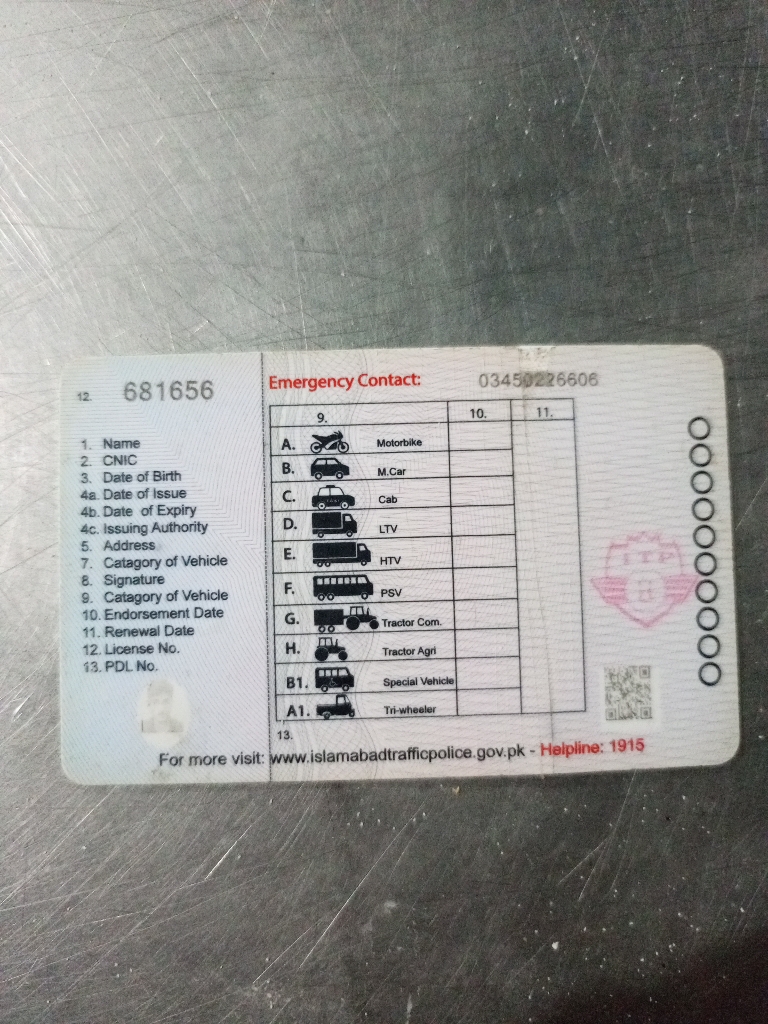 12. 681656
Emergency Contact: 03450226606
1. Name
2. CNIC
3. Date of Birth
4a. Date of Issue
4b. Date of Expiry
4c. Issuing Authority
5. Address
7. Catagory of Vehicle
8. Signature
9. Catagory of Vehicle
10. Endorsement Date
11. Renewal Date
12. License No.
13. PDL No.
9. 10. 11.
A. Motorbike
B. M.Car
C. Cab
D. LTV
E. HTV
F. PSV
G. Tractor Com.
H. Tractor Agri
B1. Special Vehicle
A1. Tri-wheeler
13.
ITP
For more visit: www.islamabadtrafficpolice.gov.pk - Helpline: 1915